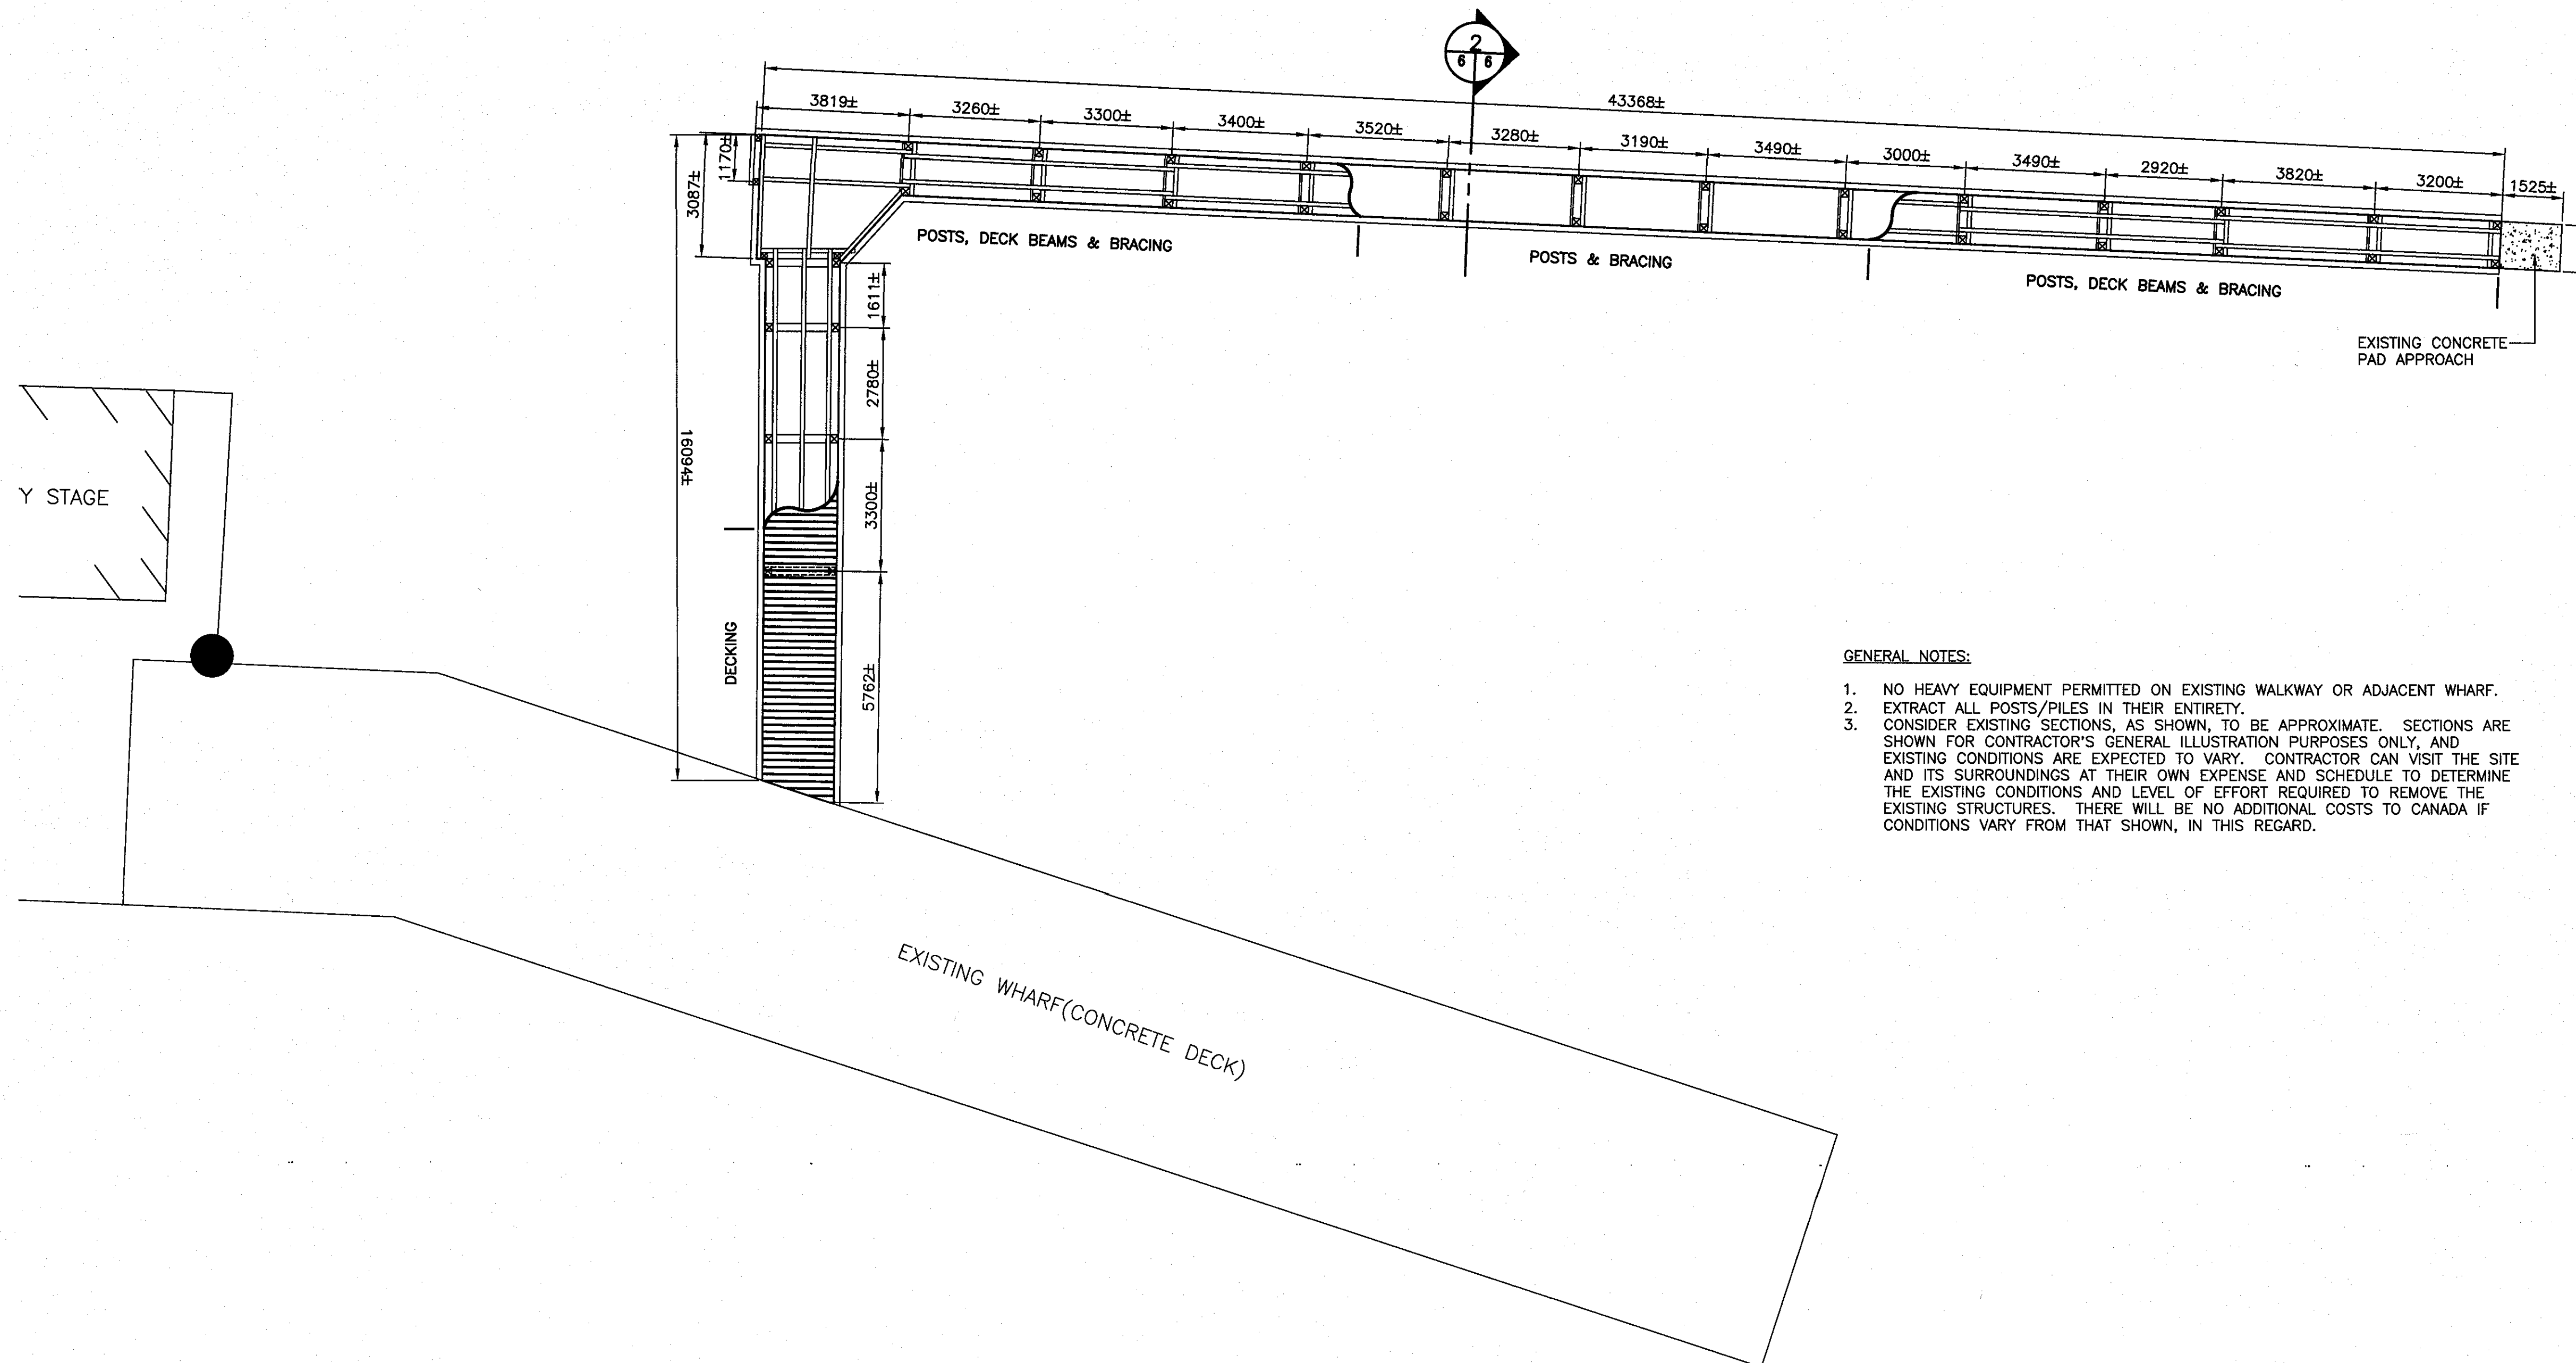 2
6 6
43368±
3819±
3260±
3300±
3400±
3520±
3280±
3190±
3490±
3000±
3490±
2920±
3820±
3200±
1525±
1170±
3087±
POSTS, DECK BEAMS & BRACING
POSTS & BRACING
POSTS, DECK BEAMS & BRACING
EXISTING CONCRETE
PAD APPROACH
1611±
2780±
16094±
3300±
Y STAGE
DECKING
5762±
GENERAL NOTES:
1. NO HEAVY EQUIPMENT PERMITTED ON EXISTING WALKWAY OR ADJACENT WHARF.
2. EXTRACT ALL POSTS/PILES IN THEIR ENTIRETY.
3. CONSIDER EXISTING SECTIONS, AS SHOWN, TO BE APPROXIMATE. SECTIONS ARE
SHOWN FOR CONTRACTOR'S GENERAL ILLUSTRATION PURPOSES ONLY, AND
EXISTING CONDITIONS ARE EXPECTED TO VARY. CONTRACTOR CAN VISIT THE SITE
AND ITS SURROUNDINGS AT THEIR OWN EXPENSE AND SCHEDULE TO DETERMINE
THE EXISTING CONDITIONS AND LEVEL OF EFFORT REQUIRED TO REMOVE THE
EXISTING STRUCTURES. THERE WILL BE NO ADDITIONAL COSTS TO CANADA IF
CONDITIONS VARY FROM THAT SHOWN, IN THIS REGARD.
EXISTING WHARF(CONCRETE DECK)